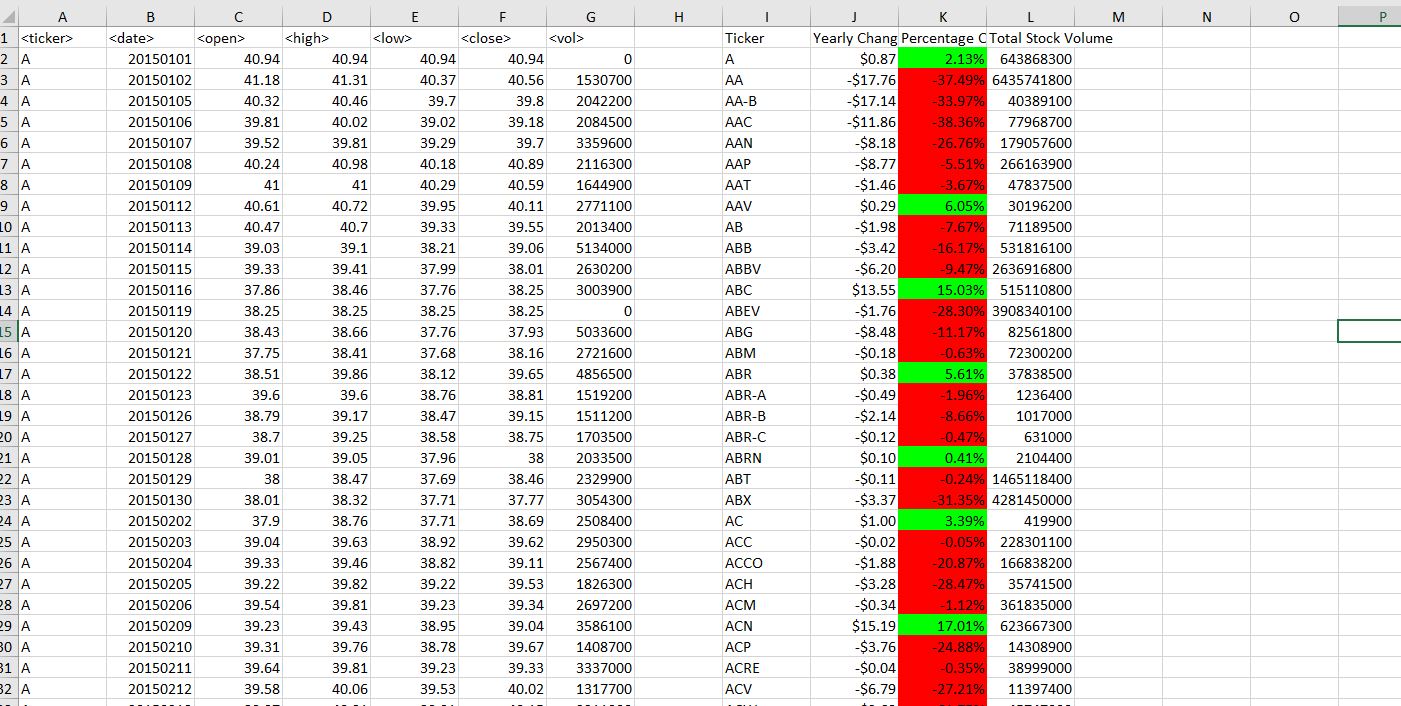 A B C D E F G H I J K L M N O P
1 <ticker> <date> <open> <high> <low> <close> <vol> Ticker Yearly Chang Percentage C Total Stock Volume
2 A 20150101 40.94 40.94 40.94 40.94 0 A $0.87 2.13% 643868300
3 A 20150102 41.18 41.31 40.37 40.56 1530700 AA -$17.76 -37.49% 6435741800
4 A 20150105 40.32 40.46 39.7 39.8 2042200 AA-B -$17.14 -33.97% 40389100
5 A 20150106 39.81 40.02 39.02 39.18 2084500 AAC -$11.86 -38.36% 77968700
6 A 20150107 39.52 39.81 39.29 39.7 3359600 AAN -$8.18 -26.76% 179057600
7 A 20150108 40.24 40.98 40.18 40.89 2116300 AAP -$8.77 -5.51% 266163900
8 A 20150109 41 41 40.29 40.59 1644900 AAT -$1.46 -3.67% 47837500
9 A 20150112 40.61 40.72 39.95 40.11 2771100 AAV $0.29 6.05% 30196200
10 A 20150113 40.47 40.7 39.33 39.55 2013400 AB -$1.98 -7.67% 71189500
11 A 20150114 39.03 39.1 38.21 39.06 5134000 ABB -$3.42 -16.17% 531816100
12 A 20150115 39.33 39.41 37.99 38.01 2630200 ABBV -$6.20 -9.47% 2636916800
13 A 20150116 37.86 38.46 37.76 38.25 3003900 ABC $13.55 15.03% 515110800
14 A 20150119 38.25 38.25 38.25 38.25 0 ABEV -$1.76 -28.30% 3908340100
15 A 20150120 38.43 38.66 37.76 37.93 5033600 ABG -$8.48 -11.17% 82561800
16 A 20150121 37.75 38.41 37.68 38.16 2721600 ABM -$0.18 -0.63% 72300200
17 A 20150122 38.51 39.86 38.12 39.65 4856500 ABR $0.38 5.61% 37838500
18 A 20150123 39.6 39.6 38.76 38.81 1519200 ABR-A -$0.49 -1.96% 1236400
19 A 20150126 38.79 39.17 38.47 39.15 1511200 ABR-B -$2.14 -8.66% 1017000
20 A 20150127 38.7 39.25 38.58 38.75 1703500 ABR-C -$0.12 -0.47% 631000
21 A 20150128 39.01 39.05 37.96 38 2033500 ABRN $0.10 0.41% 2104400
22 A 20150129 38 38.47 37.69 38.46 2329900 ABT -$0.11 -0.24% 1465118400
23 A 20150130 38.01 38.32 37.71 37.77 3054300 ABX -$3.37 -31.35% 4281450000
24 A 20150202 37.9 38.76 37.71 38.69 2508400 AC $1.00 3.39% 419900
25 A 20150203 39.04 39.63 38.92 39.62 2950300 ACC -$0.02 -0.05% 228301100
26 A 20150204 39.33 39.46 38.82 39.11 2567400 ACCO -$1.88 -20.87% 166838200
27 A 20150205 39.22 39.82 39.22 39.53 1826300 ACH -$3.28 -28.47% 35741500
28 A 20150206 39.54 39.81 39.23 39.34 2697200 ACM -$0.34 -1.12% 361835000
29 A 20150209 39.23 39.43 38.95 39.04 3586100 ACN $15.19 17.01% 623667300
30 A 20150210 39.31 39.76 38.78 39.67 1408700 ACP -$3.76 -24.88% 14308900
31 A 20150211 39.64 39.81 39.23 39.33 3337000 ACRE -$0.04 -0.35% 38999000
32 A 20150212 39.58 40.06 39.53 40.02 1317700 ACV -$6.79 -27.21% 11397400